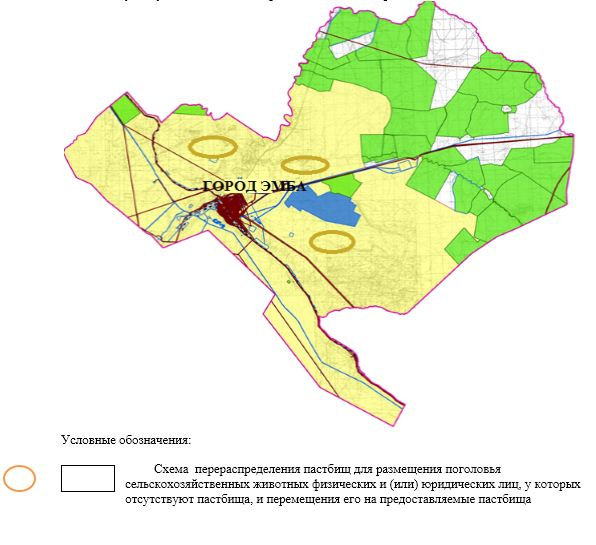 ГОРОД ЭМБА
Условные обозначения:
Схема перераспределения пастбищ для размещения поголовья
сельскохозяйственных животных физических и (или) юридических лиц, у которых
отсутствуют пастбища, и перемещения его на предоставляемые пастбища